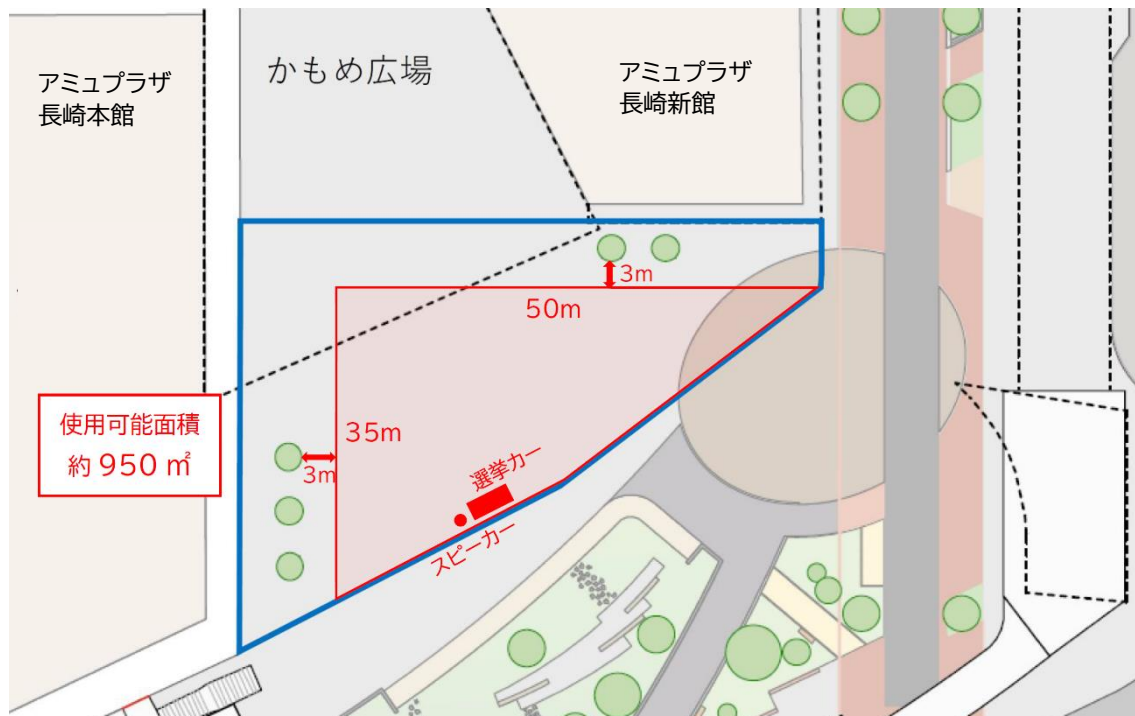 アミュプラザ
長崎本館
かもめ広場
アミュプラザ
長崎新館
3m
50m
使用可能面積
約 950 ㎡
35m
3m
選挙カー
スピーカー